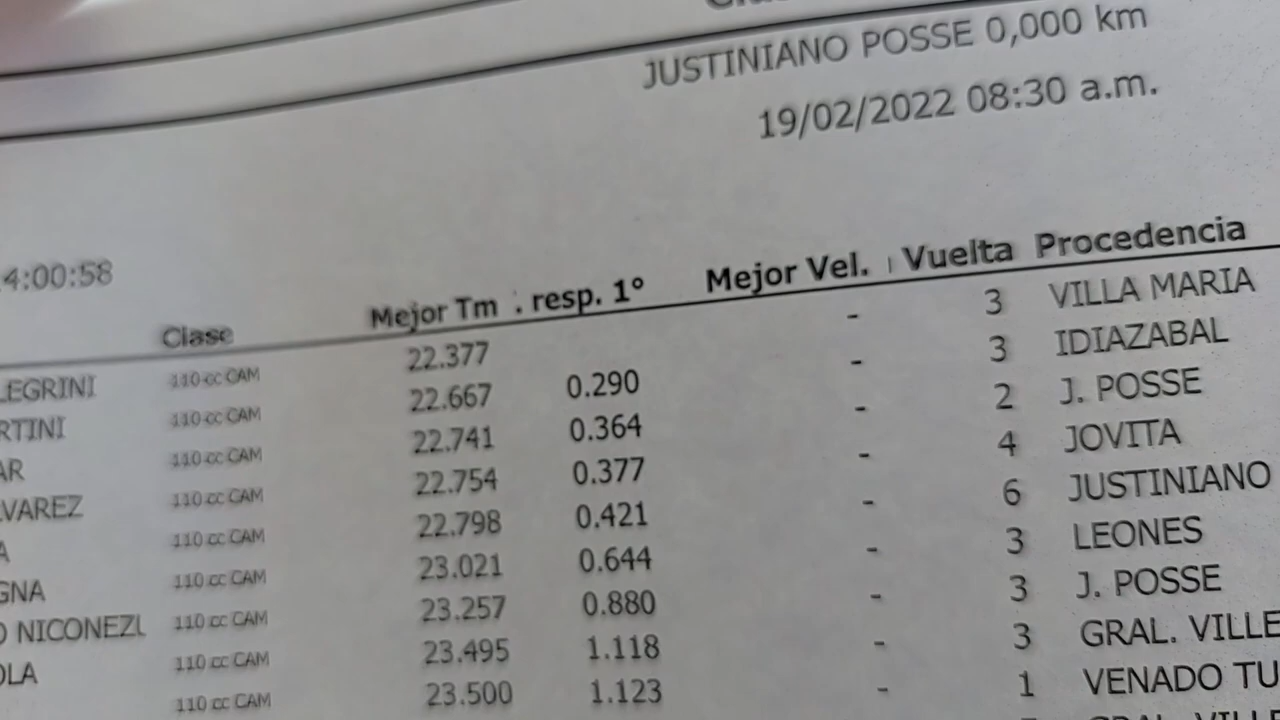 JUSTINIANO POSSE 0,000 km
19/02/2022 08:30 a.m.
4:00:58
Clase Mejor Tm . resp. 1° Mejor Vel. Vuelta Procedencia
LEGRINI 110 cc CAM 22.377 - 3 VILLA MARIA
RTINI 110 cc CAM 22.667 0.290 - 3 IDIAZABAL
AR 110 cc CAM 22.741 0.364 - 2 J. POSSE
VAREZ 110 cc CAM 22.754 0.377 - 4 JOVITA
A 110 cc CAM 22.798 0.421 - 6 JUSTINIANO
GNA 110 cc CAM 23.021 0.644 - 3 LEONES
O NICONEZU 110 cc CAM 23.257 0.880 - 3 J. POSSE
OLA 110 cc CAM 23.495 1.118 - 3 GRAL. VILLE
110 cc CAM 23.500 1.123 - 1 VENADO TU